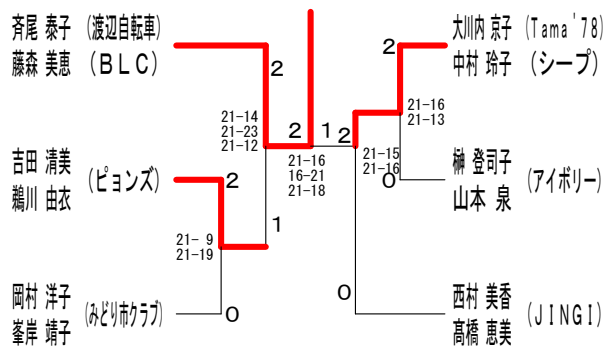 斉尾 泰子 (渡辺自転車)
藤森 美恵 (BLC)
吉田 清美
鵜川 由衣
(ピョンズ)
岡村 洋子
峯岸 靖子
(みどり市クラブ)
2
21-14
21-23
21-12
2
21- 9
21-19
0
1
2
21-16
16-21
21-18
1
大川内 京子 (Tama'78)
中村 玲子 (シープ)
榊 登司子
山本 泉
(アイボリー)
西村 美香
髙橋 恵美
(JINGI)
2
21-16
21-13
0
2
21-15
21-16
0